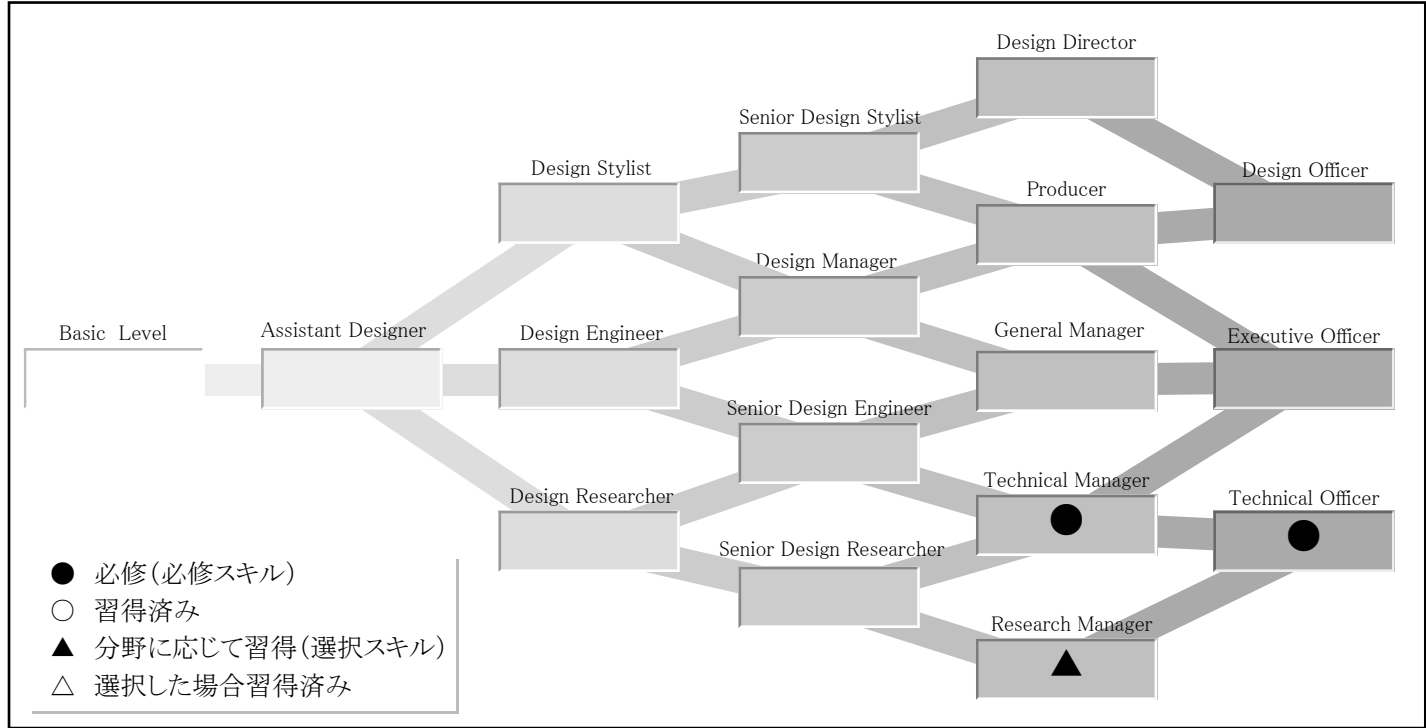 Design Director
Senior Design Stylist
Design Stylist
Design Officer
Producer
Design Manager
Basic Level
Assistant Designer
Design Engineer
General Manager
Executive Officer
Senior Design Engineer
Technical Manager
Design Researcher
Technical Officer
Senior Design Researcher
Research Manager
● 必修(必修スキル)
○ 習得済み
▲ 分野に応じて習得(選択スキル)
△ 選択した場合習得済み